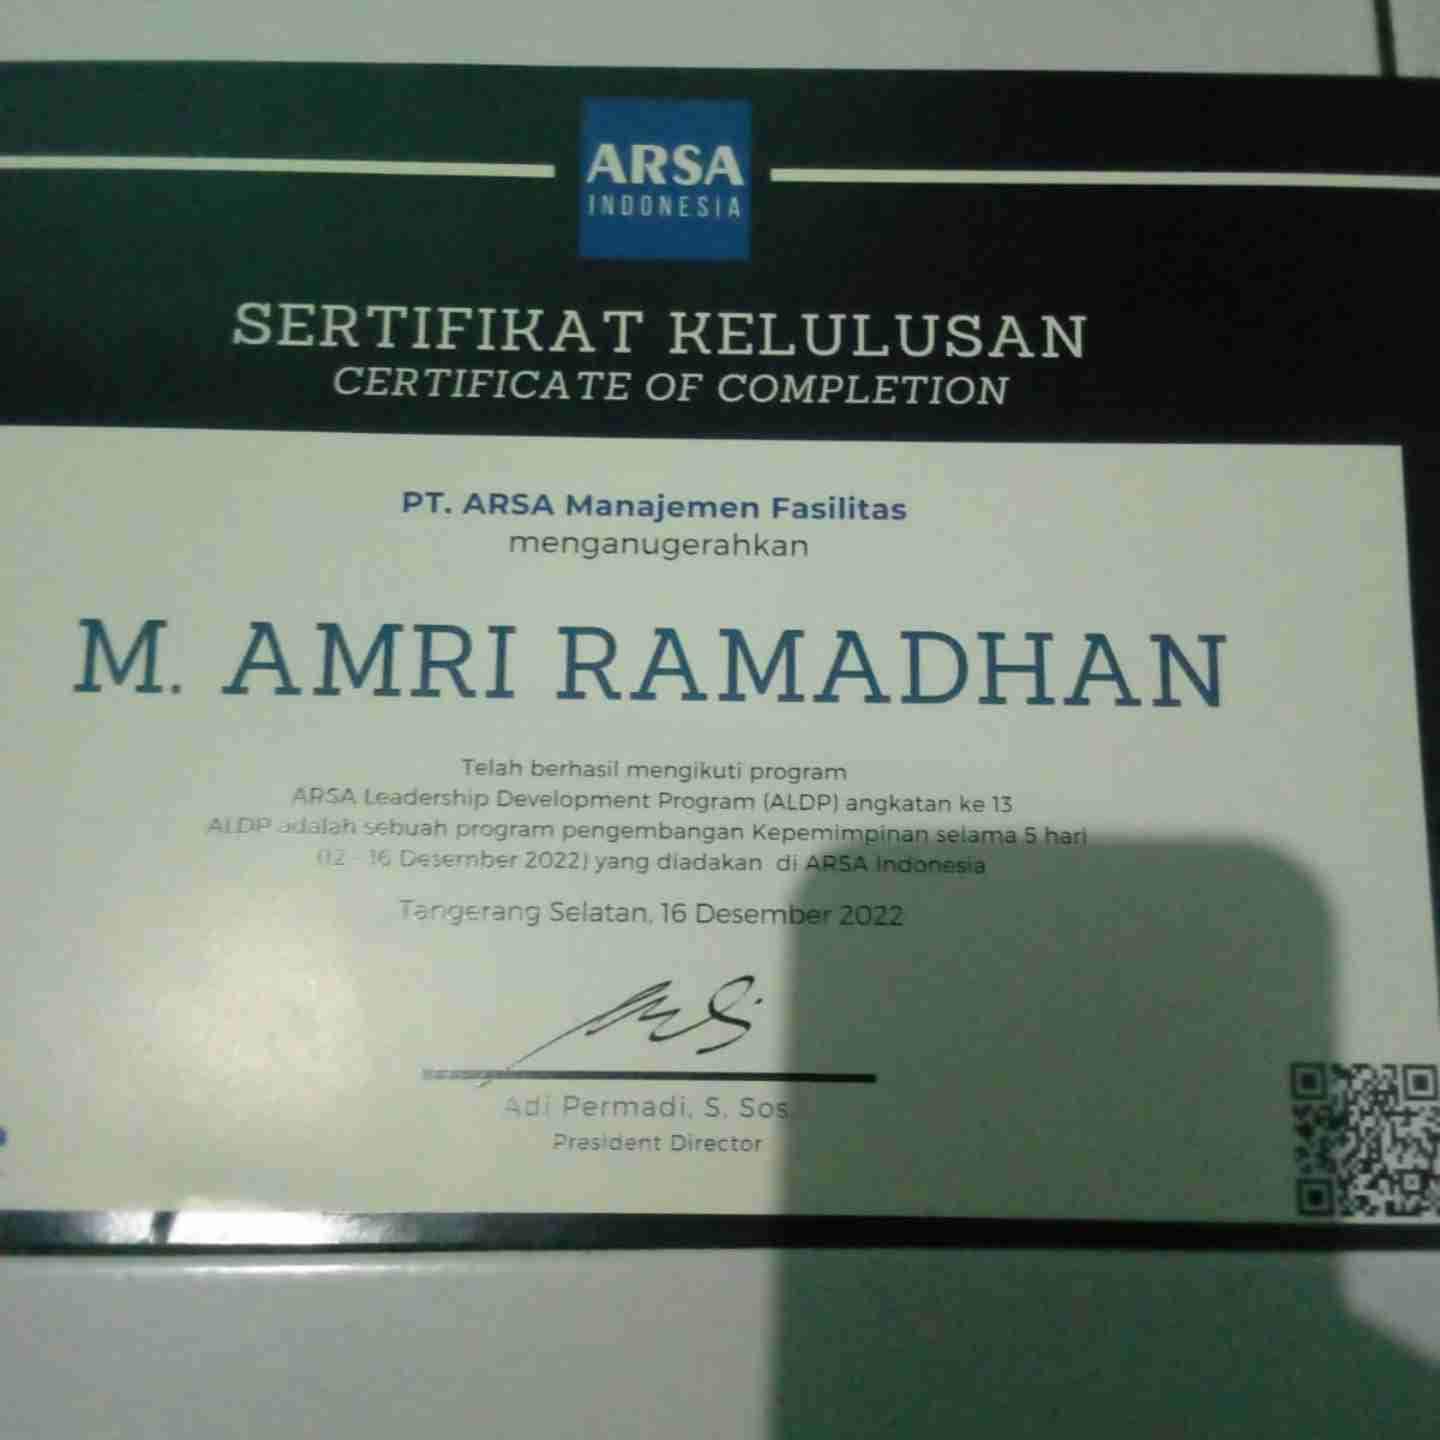 ARSA
INDONESIA
SERTIFIKAT KELULUSAN
CERTIFICATE OF COMPLETION
PT. ARSA Manajemen Fasilitas
menganugerahkan
M. AMRI RAMADHAN
Telah berhasil mengikuti program
ARSA Leadership Development Program (ALDP) angkatan ke 13
ALDP adalah sebuah program pengembangan Kepemimpinan selama 5 hari
(12 - 16 Desember 2022) yang diadakan di ARSA Indonesia
Tangerang Selatan, 16 Desember 2022
Adi Permadi, S. Sos
President Director